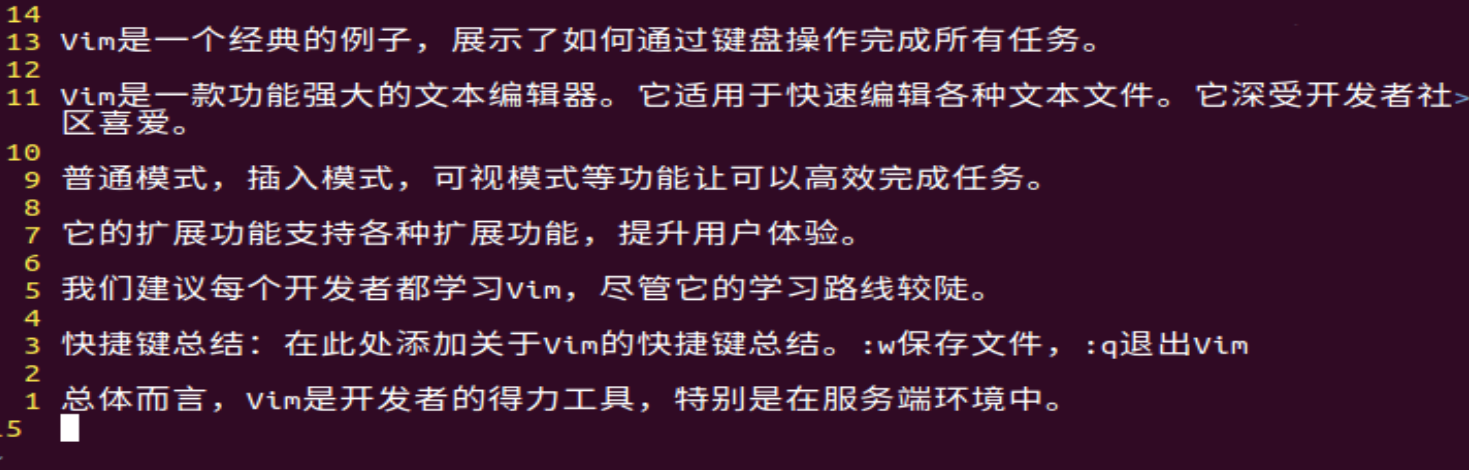 14
13 Vim是一个经典的例子，展示了如何通过键盘操作完成所有任务。
12
11 Vim是一款功能强大的文本编辑器。它适用于快速编辑各种文本文件。它深受开发者社>
区喜爱。
10
9 普通模式，插入模式，可视模式等功能让可以高效完成任务。
8
7 它的扩展功能支持各种扩展功能，提升用户体验。
6
5 我们建议每个开发者都学习Vim，尽管它的学习路线较陡。
4
3 快捷键总结：在此处添加关于Vim的快捷键总结。:w保存文件，:q退出Vim
2
1 总体而言，Vim是开发者的得力工具，特别是在服务端环境中。
15